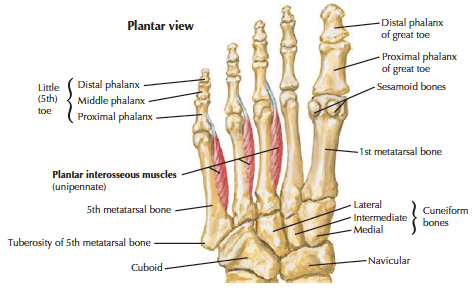 Plantar view
Distal phalanx
of great toe
Proximal phalanx
of great toe
Sesamoid bones
Little
(5th)
toe
Distal phalanx
Middle phalanx
Proximal phalanx
1st metatarsal bone
Plantar interosseous muscles
(unipennate)
5th metatarsal bone
Lateral
Intermediate
Medial
Cuneiform
bones
Tuberosity of 5th metatarsal bone
Cuboid
Navicular